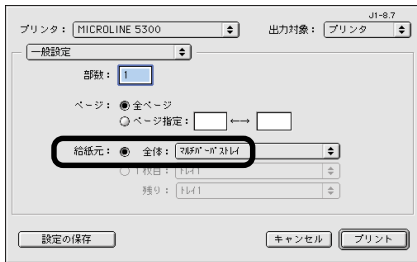 J1-8.7
プリンタ： MICROLINE 5300 出力対象： プリンタ
一般設定
部数： 1
ページ： 全ページ
ページ指定：
給紙元： 全体： ﾏﾙﾁﾊﾟｰﾊﾟｽﾄﾚｲ
1枚目： ﾄﾚｲ1
残り： ﾄﾚｲ1
設定の保存 キャンセル プリント